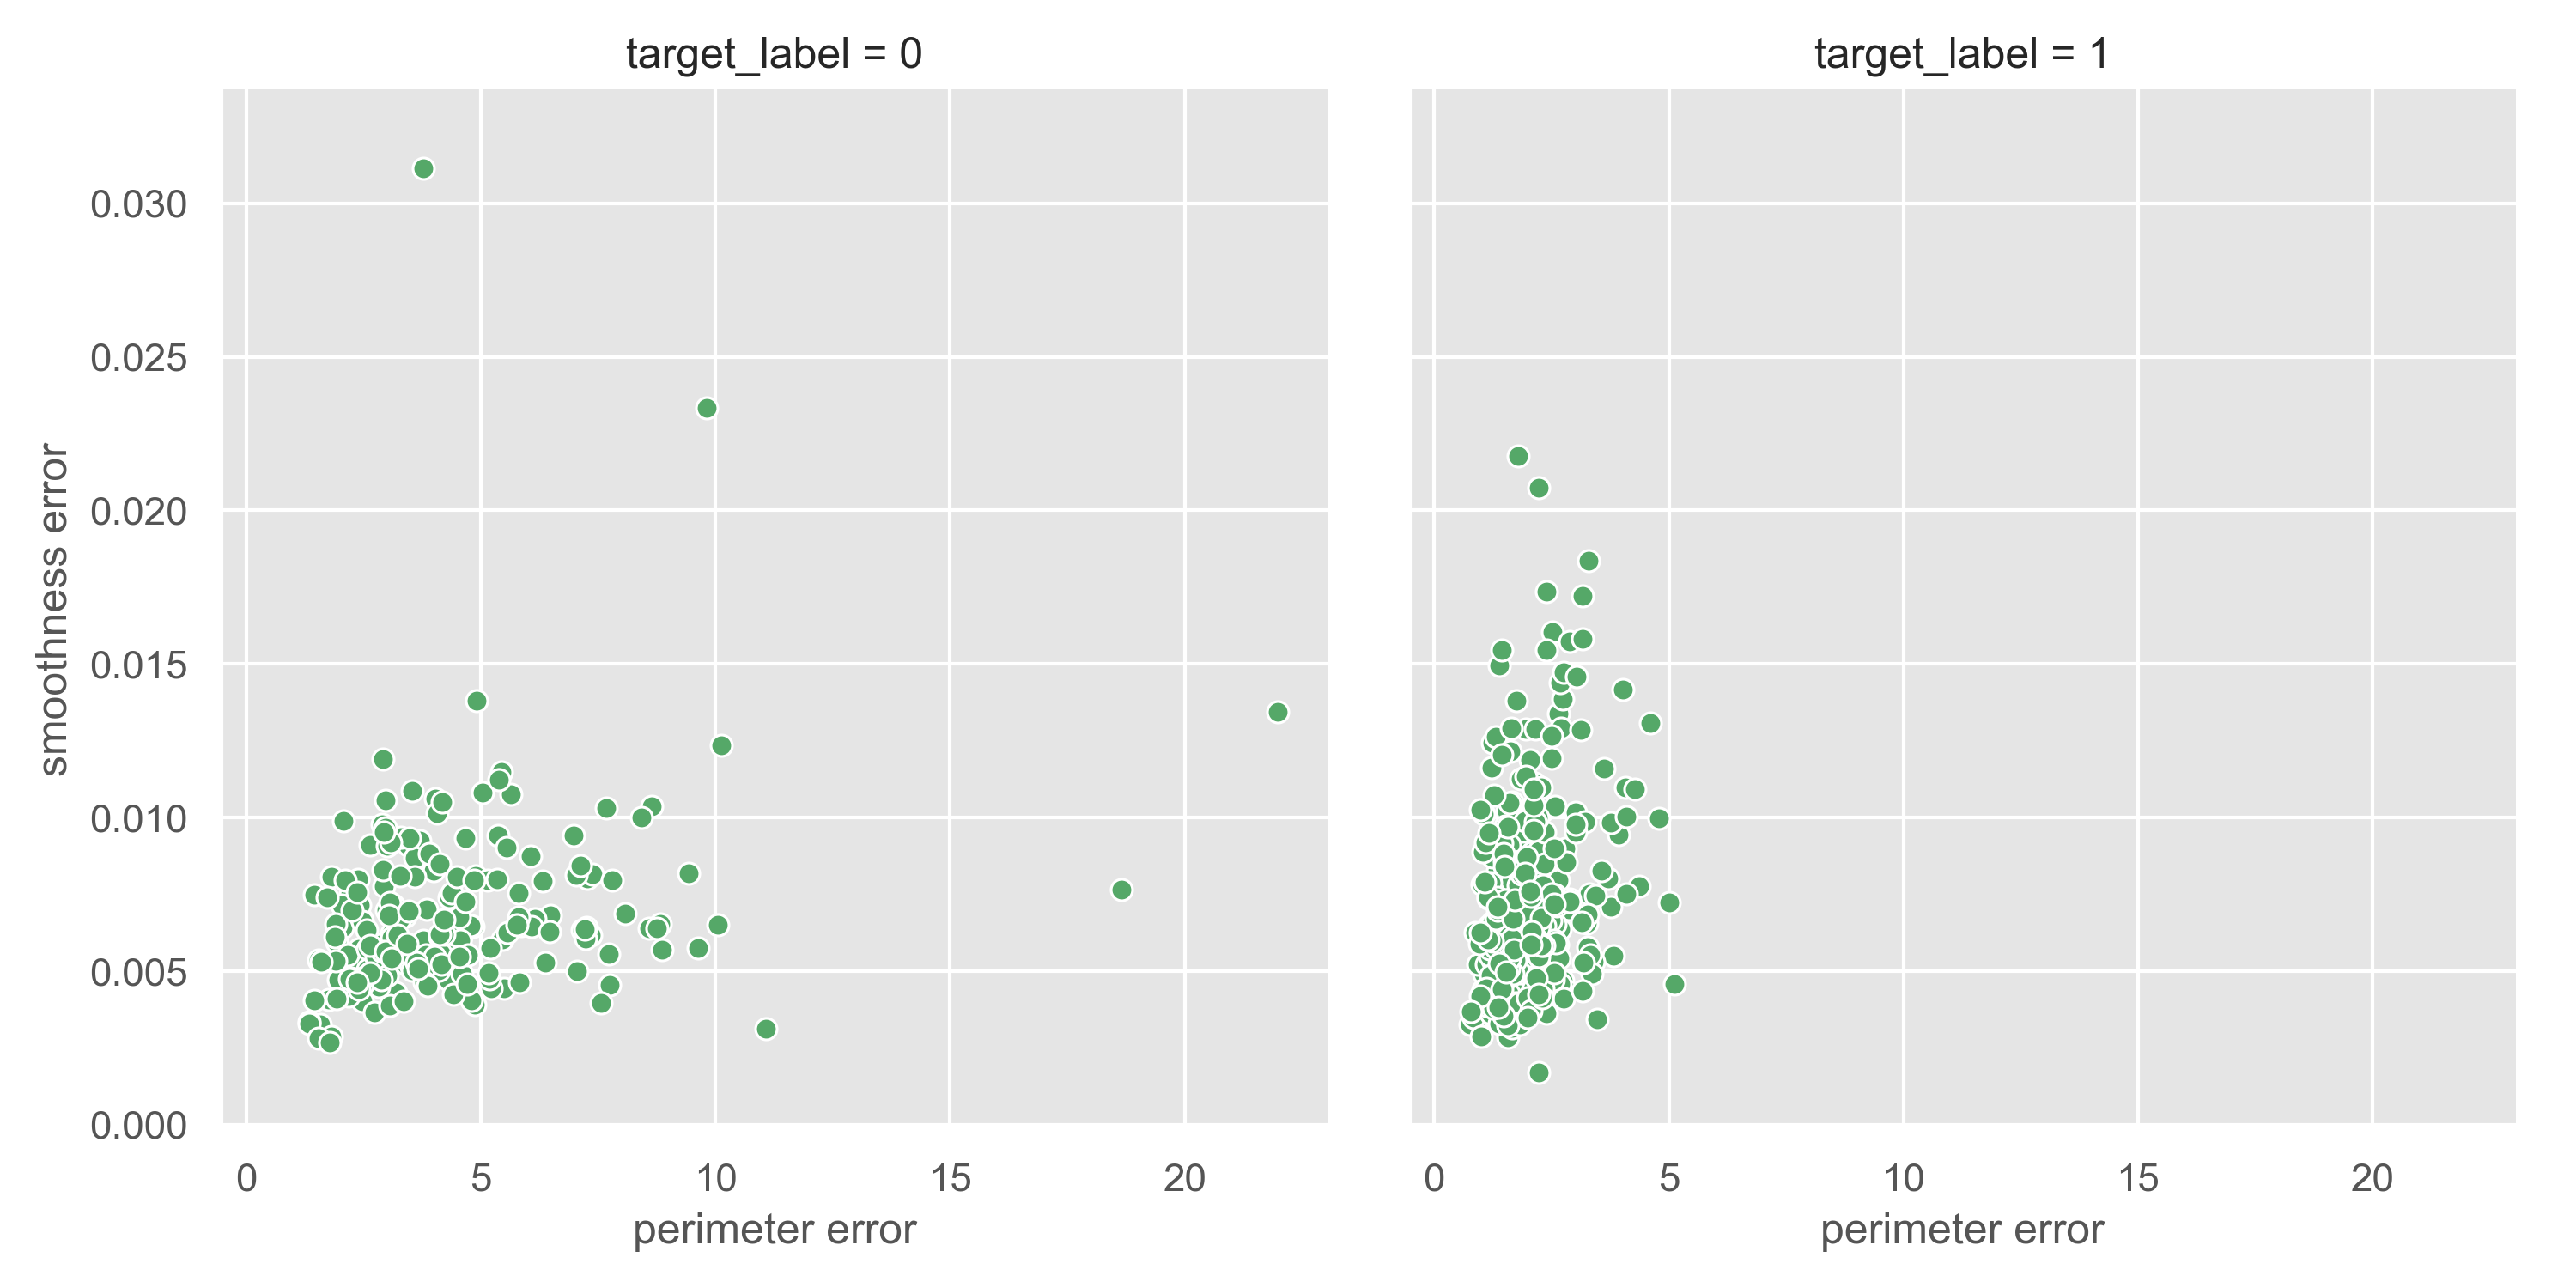 target_label = 0
target_label = 1
smoothness error
0.030
0.025
0.020
0.015
0.010
0.005
0.000
0 5 10 15 20
0 5 10 15 20
perimeter error
perimeter error